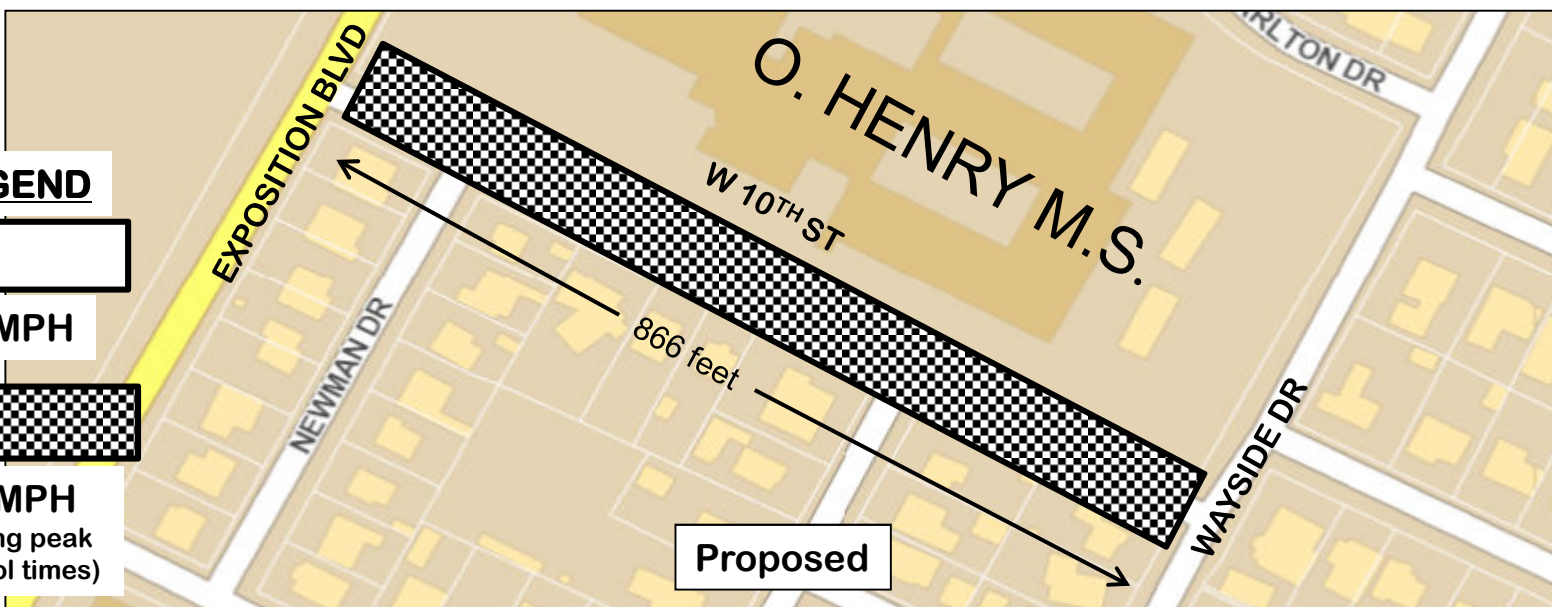 EXPOSITION BLVD
O. HENRY M.S.
RLTON DR
W 10TH ST
GEND
MPH
NEWMAN DR
866 feet
WAYSIDE DR
MPH
ng peak
ol times)
Proposed